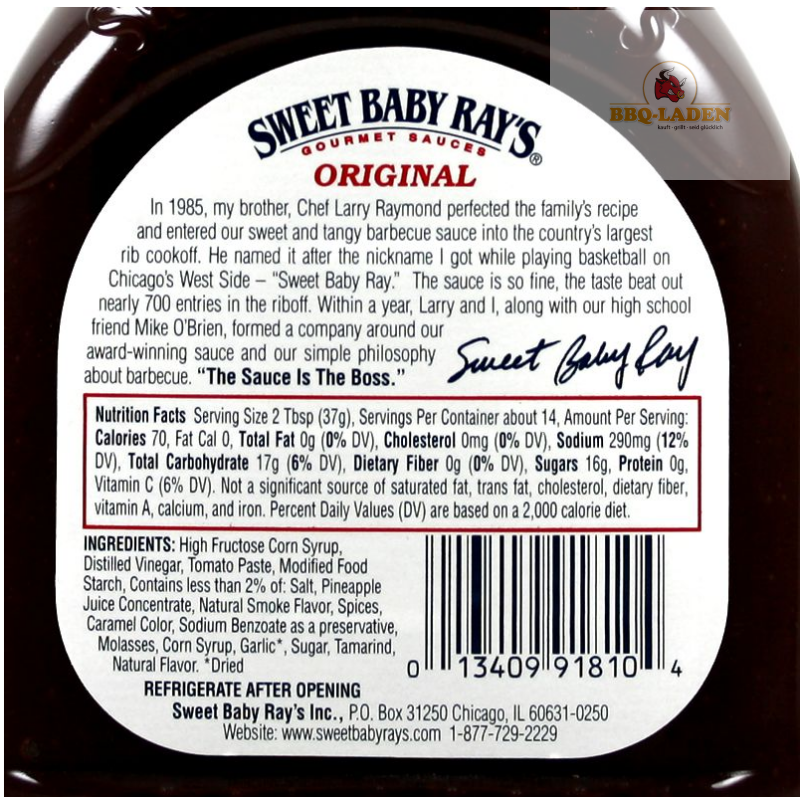 BBQ-LADEN
kauft - grillt - seid glücklich
SWEET BABY RAY'S®
GOURMET SAUCES
ORIGINAL
In 1985, my brother, Chef Larry Raymond perfected the family's recipe
and entered our sweet and tangy barbecue sauce into the country's largest
rib cookoff. He named it after the nickname I got while playing basketball on
Chicago's West Side – "Sweet Baby Ray." The sauce is so fine, the taste beat out
nearly 700 entries in the riboff. Within a year, Larry and I, along with our high school
friend Mike O'Brien, formed a company around our
award-winning sauce and our simple philosophy
about barbecue. "The Sauce Is The Boss."
Sweet Baby Ray
Nutrition Facts Serving Size 2 Tbsp (37g), Servings Per Container about 14, Amount Per Serving:
Calories 70, Fat Cal 0, Total Fat 0g (0% DV), Cholesterol 0mg (0% DV), Sodium 290mg (12%
DV), Total Carbohydrate 17g (6% DV), Dietary Fiber 0g (0% DV), Sugars 16g, Protein 0g,
Vitamin C (6% DV). Not a significant source of saturated fat, trans fat, cholesterol, dietary fiber,
vitamin A, calcium, and iron. Percent Daily Values (DV) are based on a 2,000 calorie diet.
INGREDIENTS: High Fructose Corn Syrup,
Distilled Vinegar, Tomato Paste, Modified Food
Starch, Contains less than 2% of: Salt, Pineapple
Juice Concentrate, Natural Smoke Flavor, Spices,
Caramel Color, Sodium Benzoate as a preservative,
Molasses, Corn Syrup, Garlic*, Sugar, Tamarind,
Natural Flavor. *Dried
0 13409 91810 4
REFRIGERATE AFTER OPENING
Sweet Baby Ray's Inc., P.O. Box 31250 Chicago, IL 60631-0250
Website: www.sweetbabyrays.com 1-877-729-2229